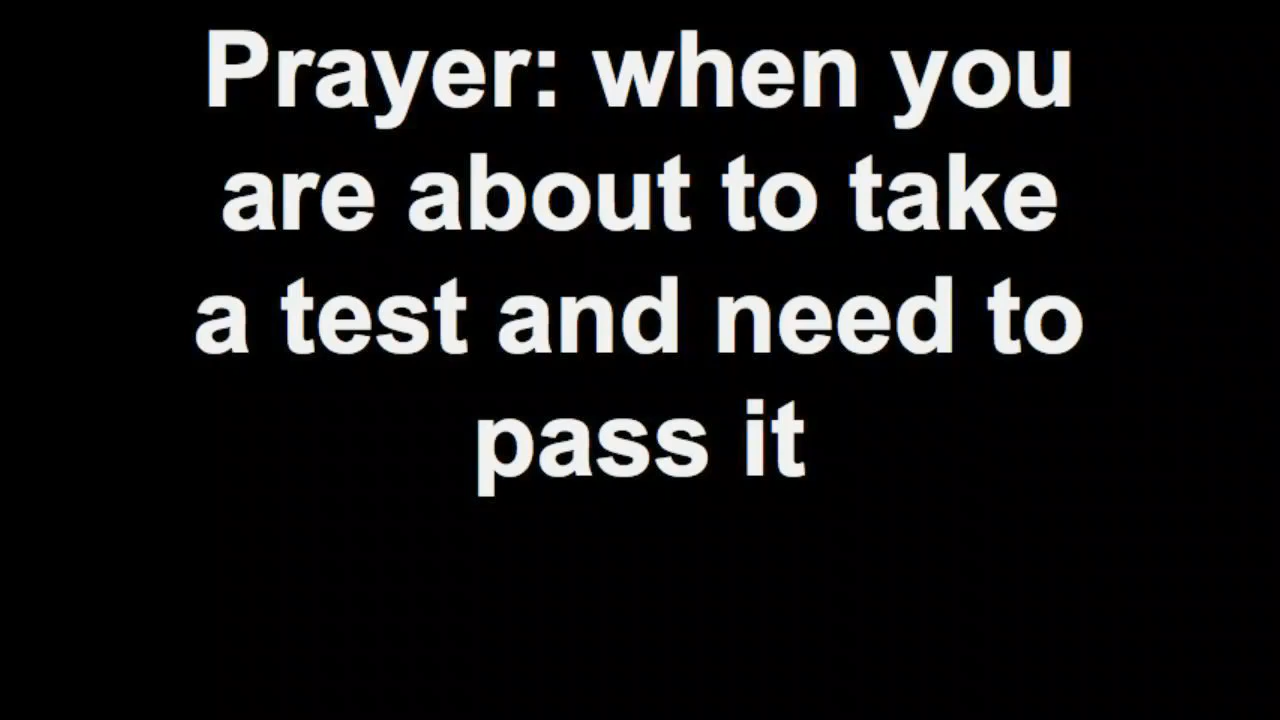 Prayer: when you
are about to take
a test and need to
pass it